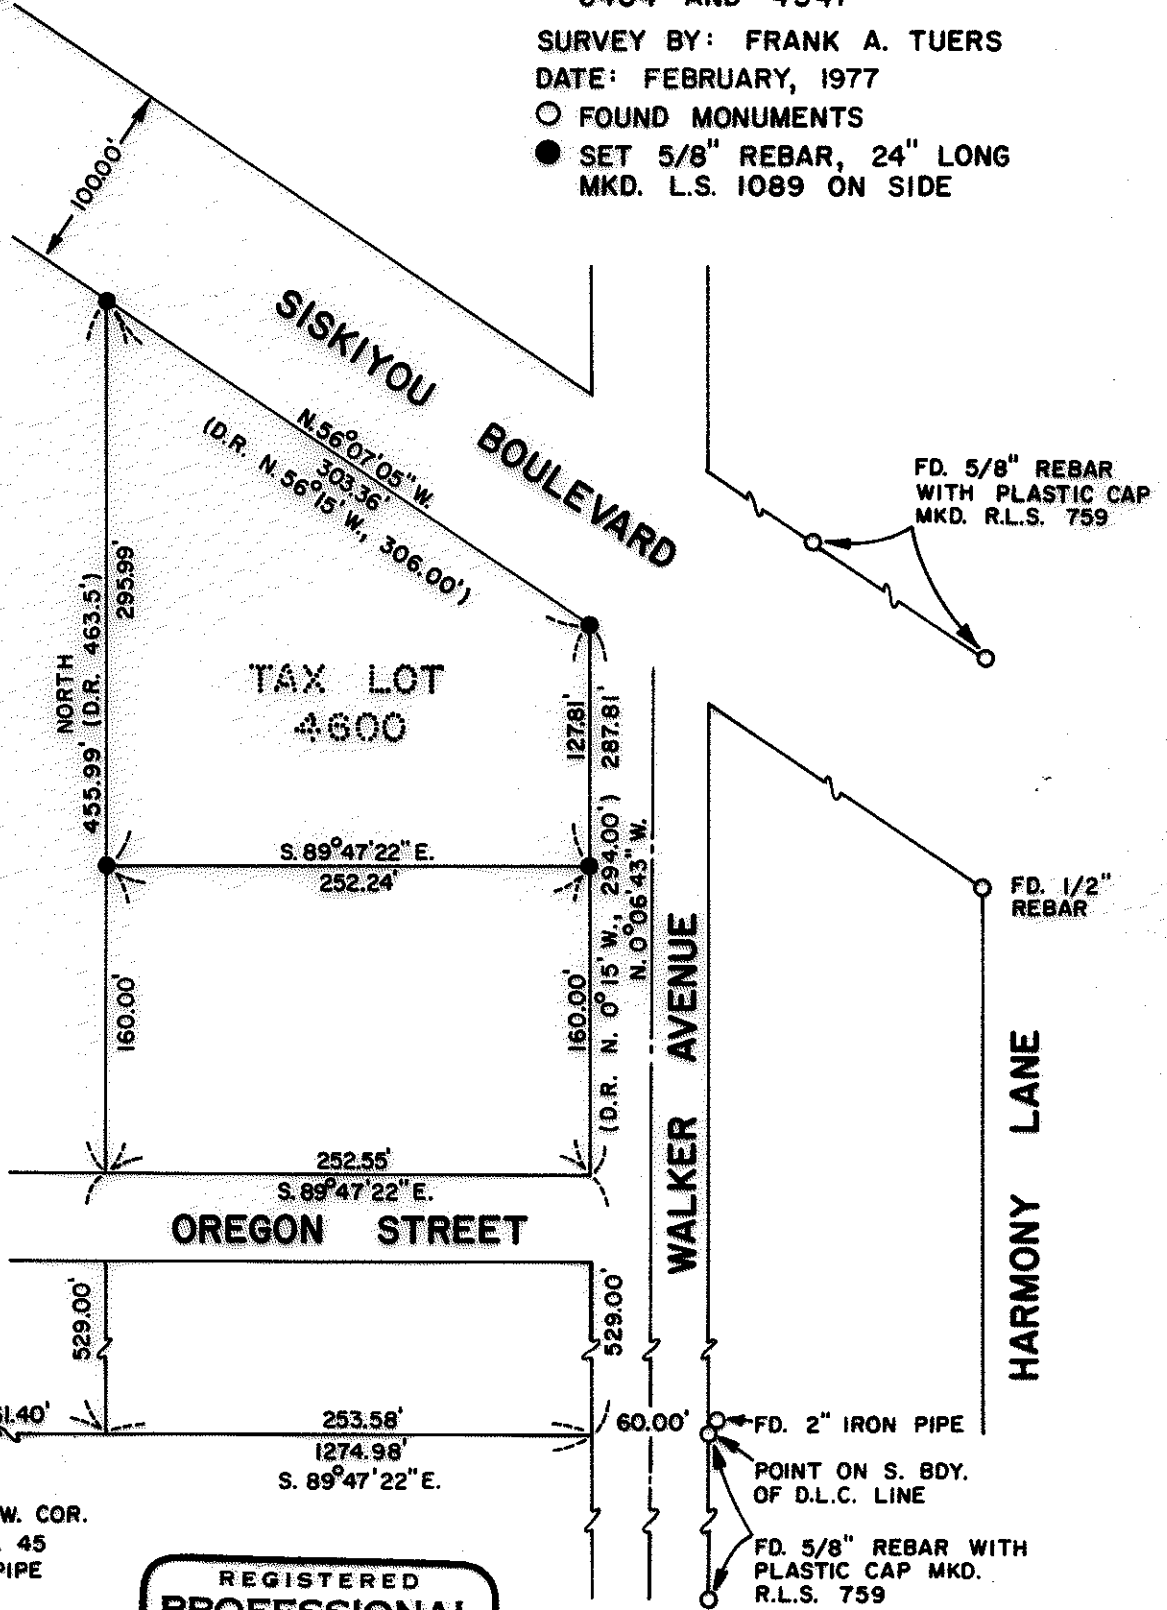 SURVEY BY: FRANK A. TUERS
DATE: FEBRUARY, 1977
FOUND MONUMENTS
SET 5/8" REBAR, 24" LONG
MKD. L.S. 1089 ON SIDE
100.00'
SISKIYOU BOULEVARD
N. 56°07'05" W.
303.36'
(D.R. N. 56°15' W., 306.00')
FD. 5/8" REBAR
WITH PLASTIC CAP
MKD. R.L.S. 759
NORTH
455.99' (D.R. 463.5')
295.99'
TAX LOT
4600
127.81'
287.81'
(D.R. N. 0°15' W., 294.00')
N. 0°06'43" W.
S. 89°47'22" E.
252.24'
FD. 1/2"
REBAR
160.00'
160.00'
WALKER AVENUE
HARMONY LANE
252.55'
S. 89°47'22" E.
OREGON STREET
529.00'
529.00'
253.58'
1274.98'
S. 89°47'22" E.
60.00'
FD. 2" IRON PIPE
POINT ON S. BDY.
OF D.L.C. LINE
FD. 5/8" REBAR WITH
PLASTIC CAP MKD.
R.L.S. 759
W. COR.
45
PIPE
REGISTERED
PROFESSIONAL